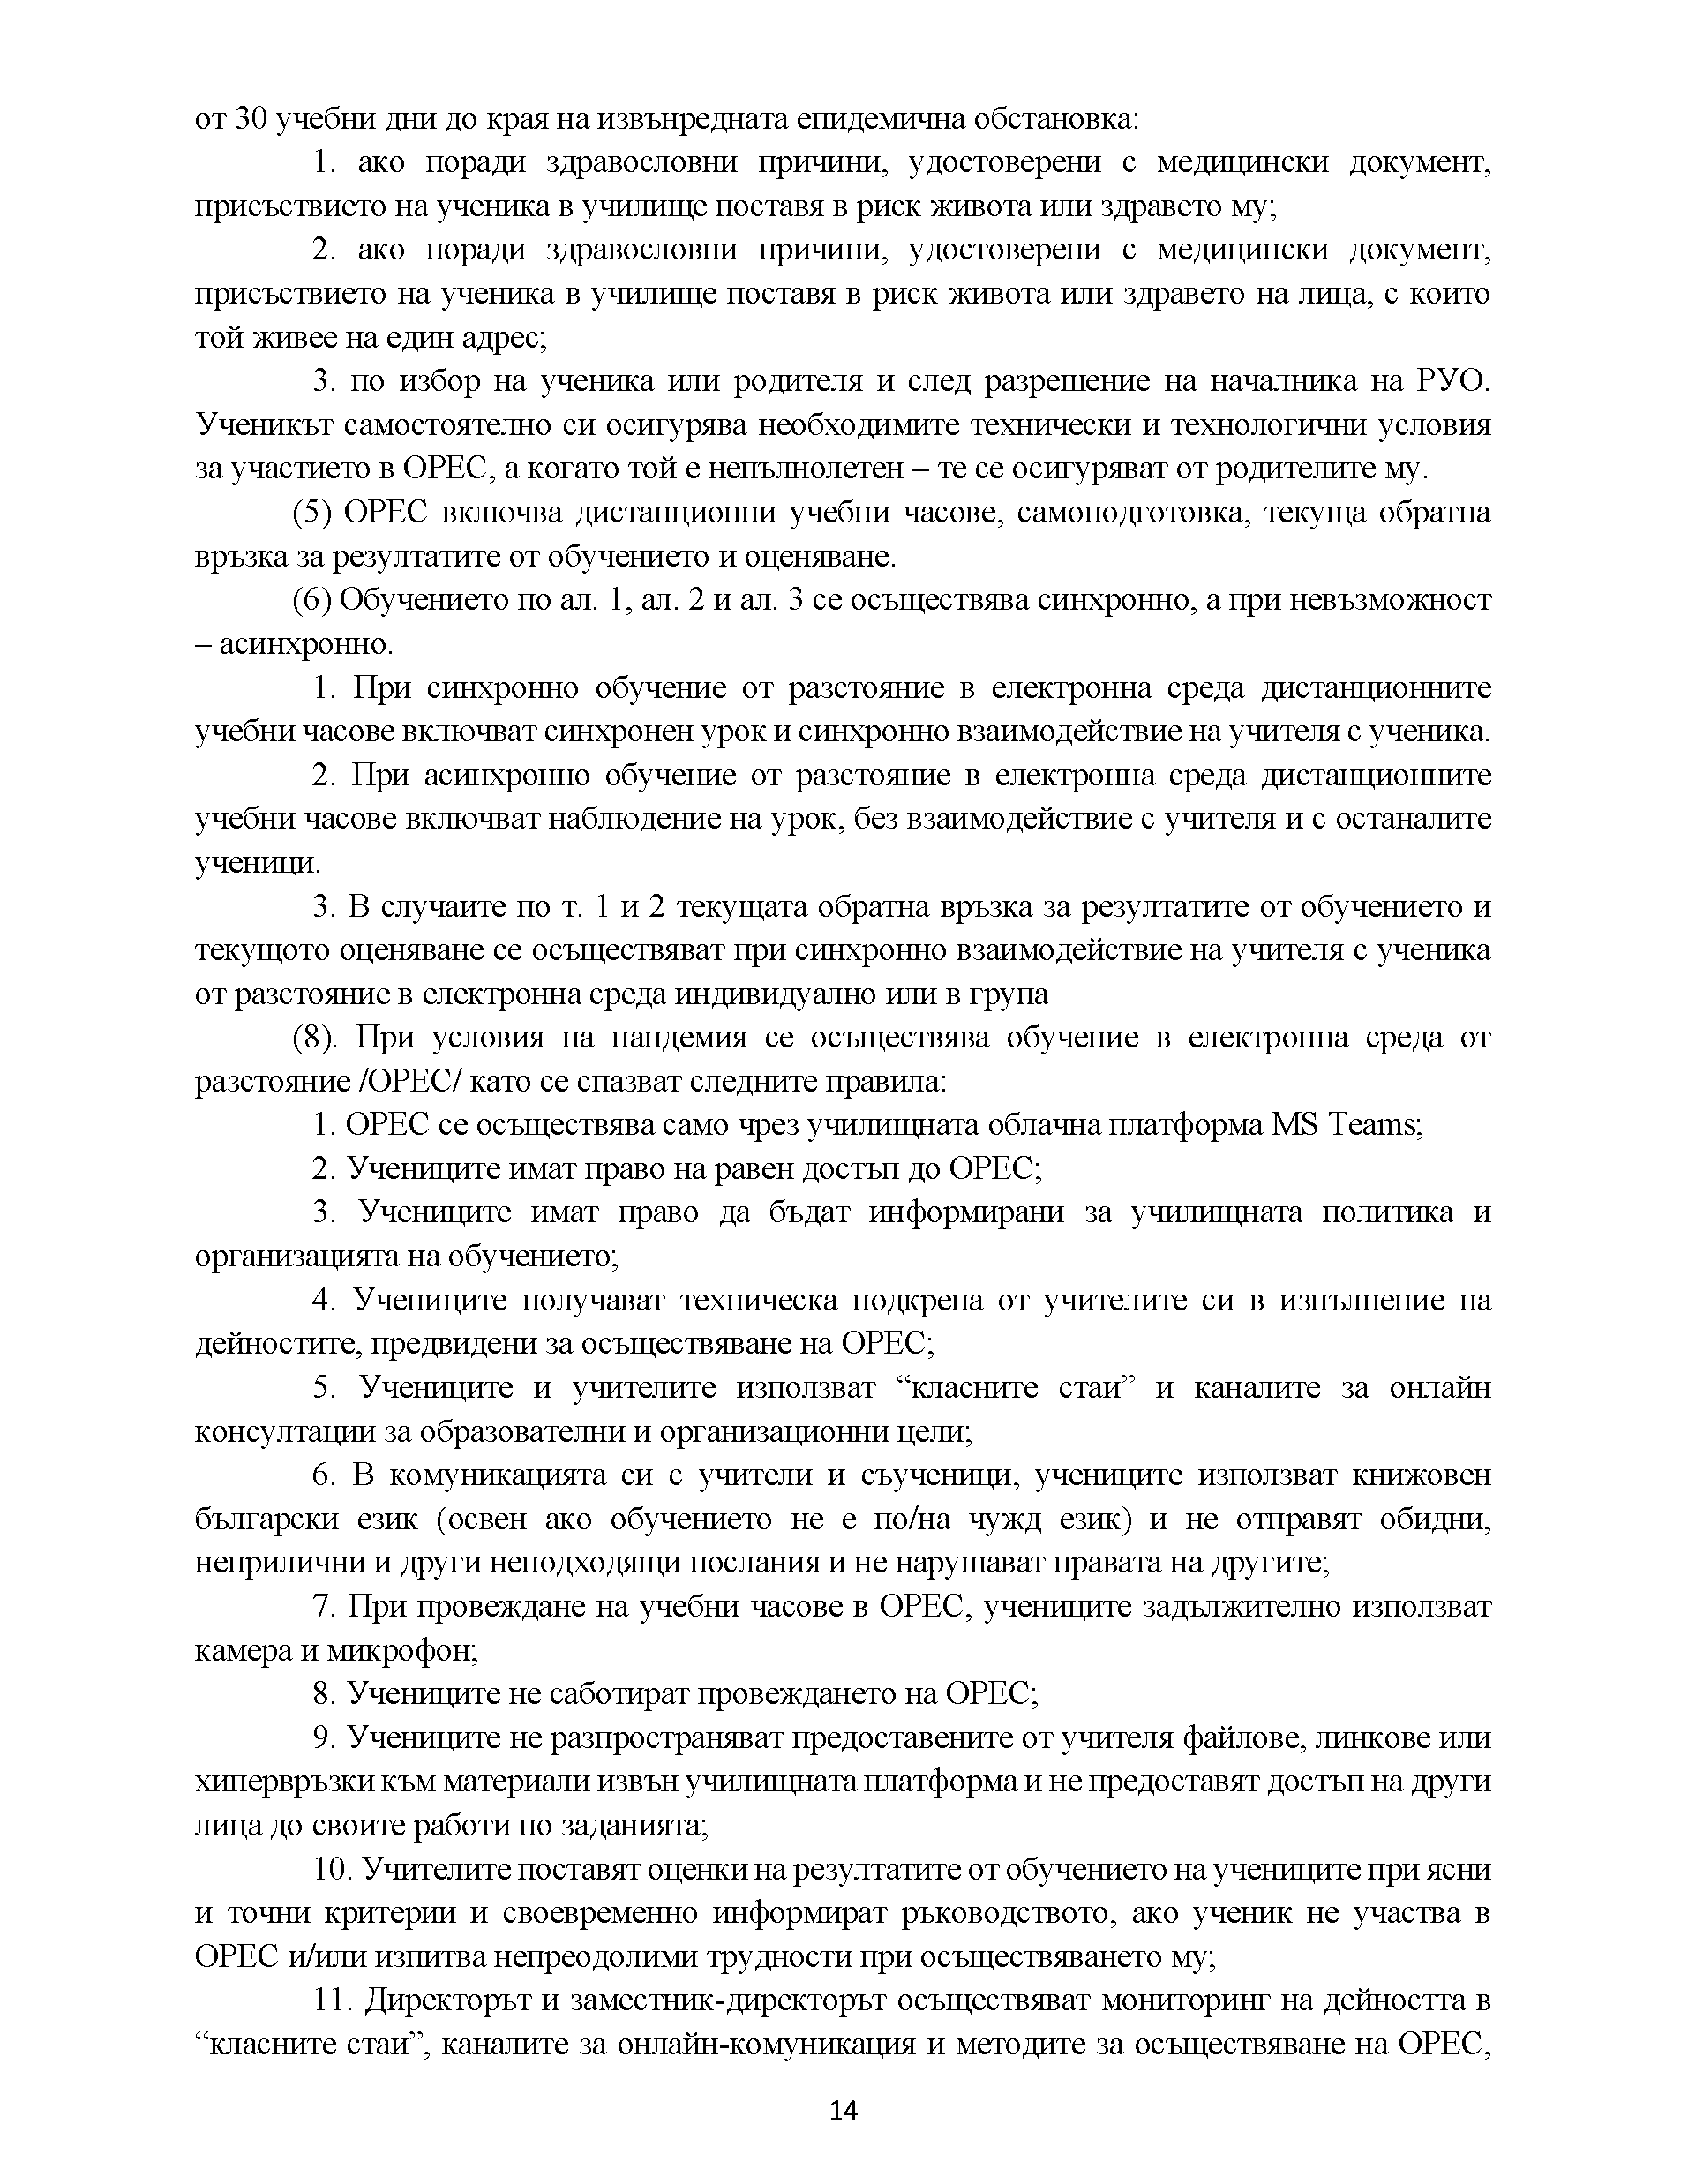 от 30 учебни дни до края на извънредната епидемична обстановка:
1. ако поради здравословни причини, удостоверени с медицински документ,
присъствието на ученика в училище поставя в риск живота или здравето му;
2. ако поради здравословни причини, удостоверени с медицински документ,
присъствието на ученика в училище поставя в риск живота или здравето на лица, с които
той живее на един адрес;
3. по избор на ученика или родителя и след разрешение на началника на РУО.
Ученикът самостоятелно си осигурява необходимите технически и технологични условия
за участието в ОРЕС, а когато той е непълнолетен – те се осигуряват от родителите му.
(5) ОРЕС включва дистанционни учебни часове, самоподготовка, текуща обратна
връзка за резултатите от обучението и оценяване.
(6) Обучението по ал. 1, ал. 2 и ал. 3 се осъществява синхронно, а при невъзможност
– асинхронно.
1. При синхронно обучение от разстояние в електронна среда дистанционните
учебни часове включват синхронен урок и синхронно взаимодействие на учителя с ученика.
2. При асинхронно обучение от разстояние в електронна среда дистанционните
учебни часове включват наблюдение на урок, без взаимодействие с учителя и с останалите
ученици.
3. В случаите по т. 1 и 2 текущата обратна връзка за резултатите от обучението и
текущото оценяване се осъществяват при синхронно взаимодействие на учителя с ученика
от разстояние в електронна среда индивидуално или в група
(8). При условия на пандемия се осъществява обучение в електронна среда от
разстояние /ОРЕС/ като се спазват следните правила:
1. ОРЕС се осъществява само чрез училищната облачна платформа MS Teams;
2. Учениците имат право на равен достъп до ОРЕС;
3. Учениците имат право да бъдат информирани за училищната политика и
организацията на обучението;
4. Учениците получават техническа подкрепа от учителите си в изпълнение на
дейностите, предвидени за осъществяване на ОРЕС;
5. Учениците и учителите използват “класните стаи” и каналите за онлайн
консултации за образователни и организационни цели;
6. В комуникацията си с учители и съученици, учениците използват книжовен
български език (освен ако обучението не е по/на чужд език) и не отправят обидни,
неприлични и други неподходящи послания и не нарушават правата на другите;
7. При провеждане на учебни часове в ОРЕС, учениците задължително използват
камера и микрофон;
8. Учениците не саботират провеждането на ОРЕС;
9. Учениците не разпространяват предоставените от учителя файлове, линкове или
хипервръзки към материали извън училищната платформа и не предоставят достъп на други
лица до своите работи по заданията;
10. Учителите поставят оценки на резултатите от обучението на учениците при ясни
и точни критерии и своевременно информират ръководството, ако ученик не участва в
ОРЕС и/или изпитва непреодолими трудности при осъществяването му;
11. Директорът и заместник-директорът осъществяват мониторинг на дейността в
“класните стаи”, каналите за онлайн-комуникация и методите за осъществяване на ОРЕС,
14